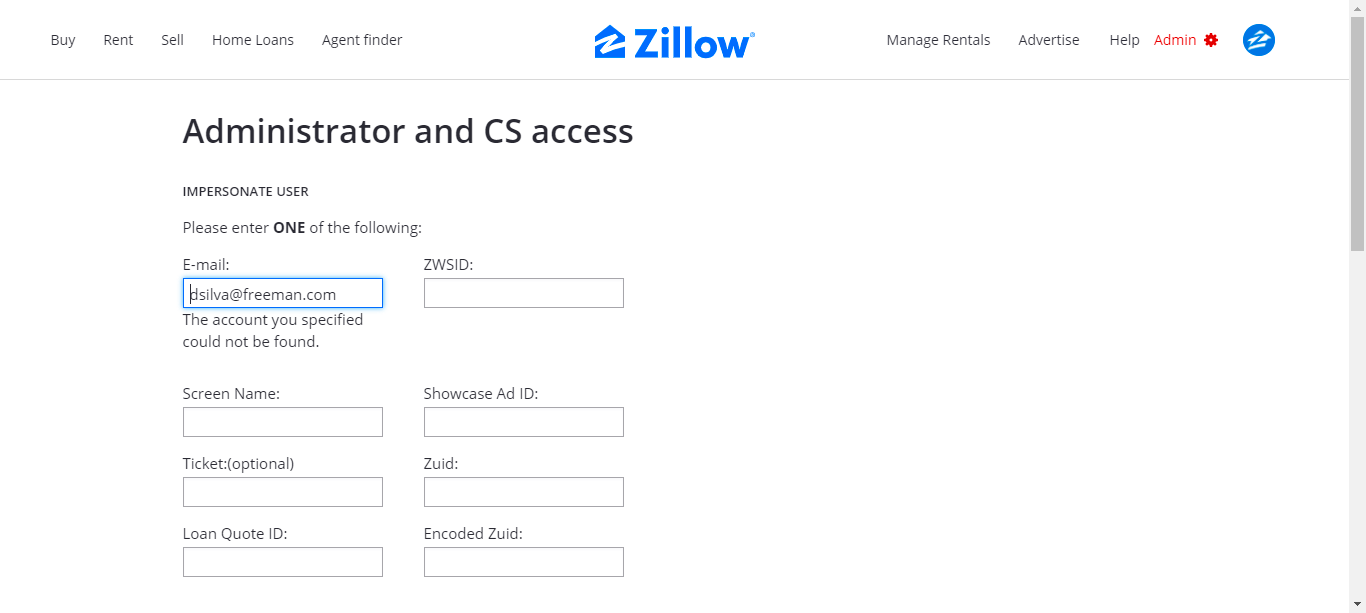 Buy Rent Sell Home Loans Agent finder Zillow® Manage Rentals Advertise Help Admin
Administrator and CS access
IMPERSONATE USER
Please enter ONE of the following:
E-mail: ZWSID:
dsilva@freeman.com
The account you specified
could not be found.
Screen Name: Showcase Ad ID:
Ticket:(optional) Zuid:
Loan Quote ID: Encoded Zuid: